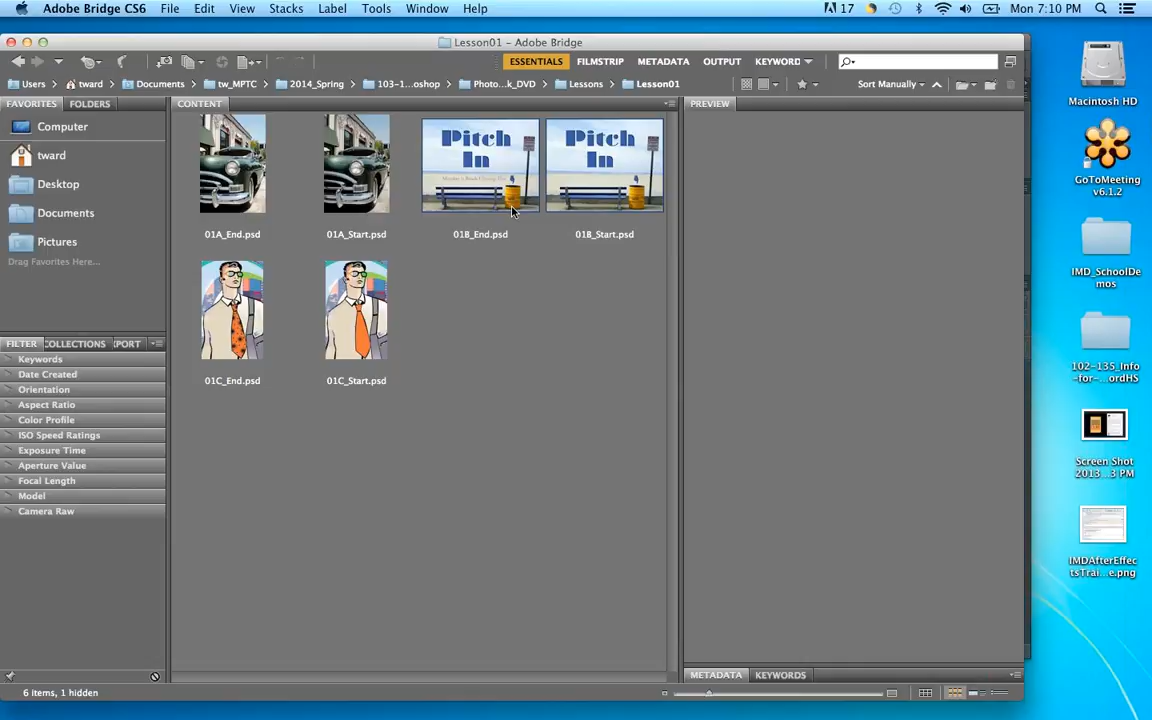 Adobe Bridge CS6 File Edit View Stacks Label Tools Window Help 17 Mon 7:10 PM
Lesson01 – Adobe Bridge
ESSENTIALS FILMSTRIP METADATA OUTPUT KEYWORD
Users tward Documents tw_MPTC 2014_Spring 103-1...oshop Photo...k_DVD Lessons Lesson01 Sort Manually
FAVORITES FOLDERS CONTENT PREVIEW
Computer
tward
Desktop
Documents
Pictures
Drag Favorites Here...
Pitch
In
Pitch
In
01A_End.psd 01A_Start.psd 01B_End.psd 01B_Start.psd
01C_End.psd 01C_Start.psd
FILTER COLLECTIONS PORT
Keywords
Date Created
Orientation
Aspect Ratio
Color Profile
ISO Speed Ratings
Exposure Time
Aperture Value
Focal Length
Model
Camera Raw
METADATA KEYWORDS
6 items, 1 hidden
Macintosh HD
GoToMeeting
v6.1.2
IMD_SchoolDe
mos
102-135_Info
-for-...ordHS
Screen Shot
2013...3 PM
IMDAfterEffe
ctsTrai...e.png